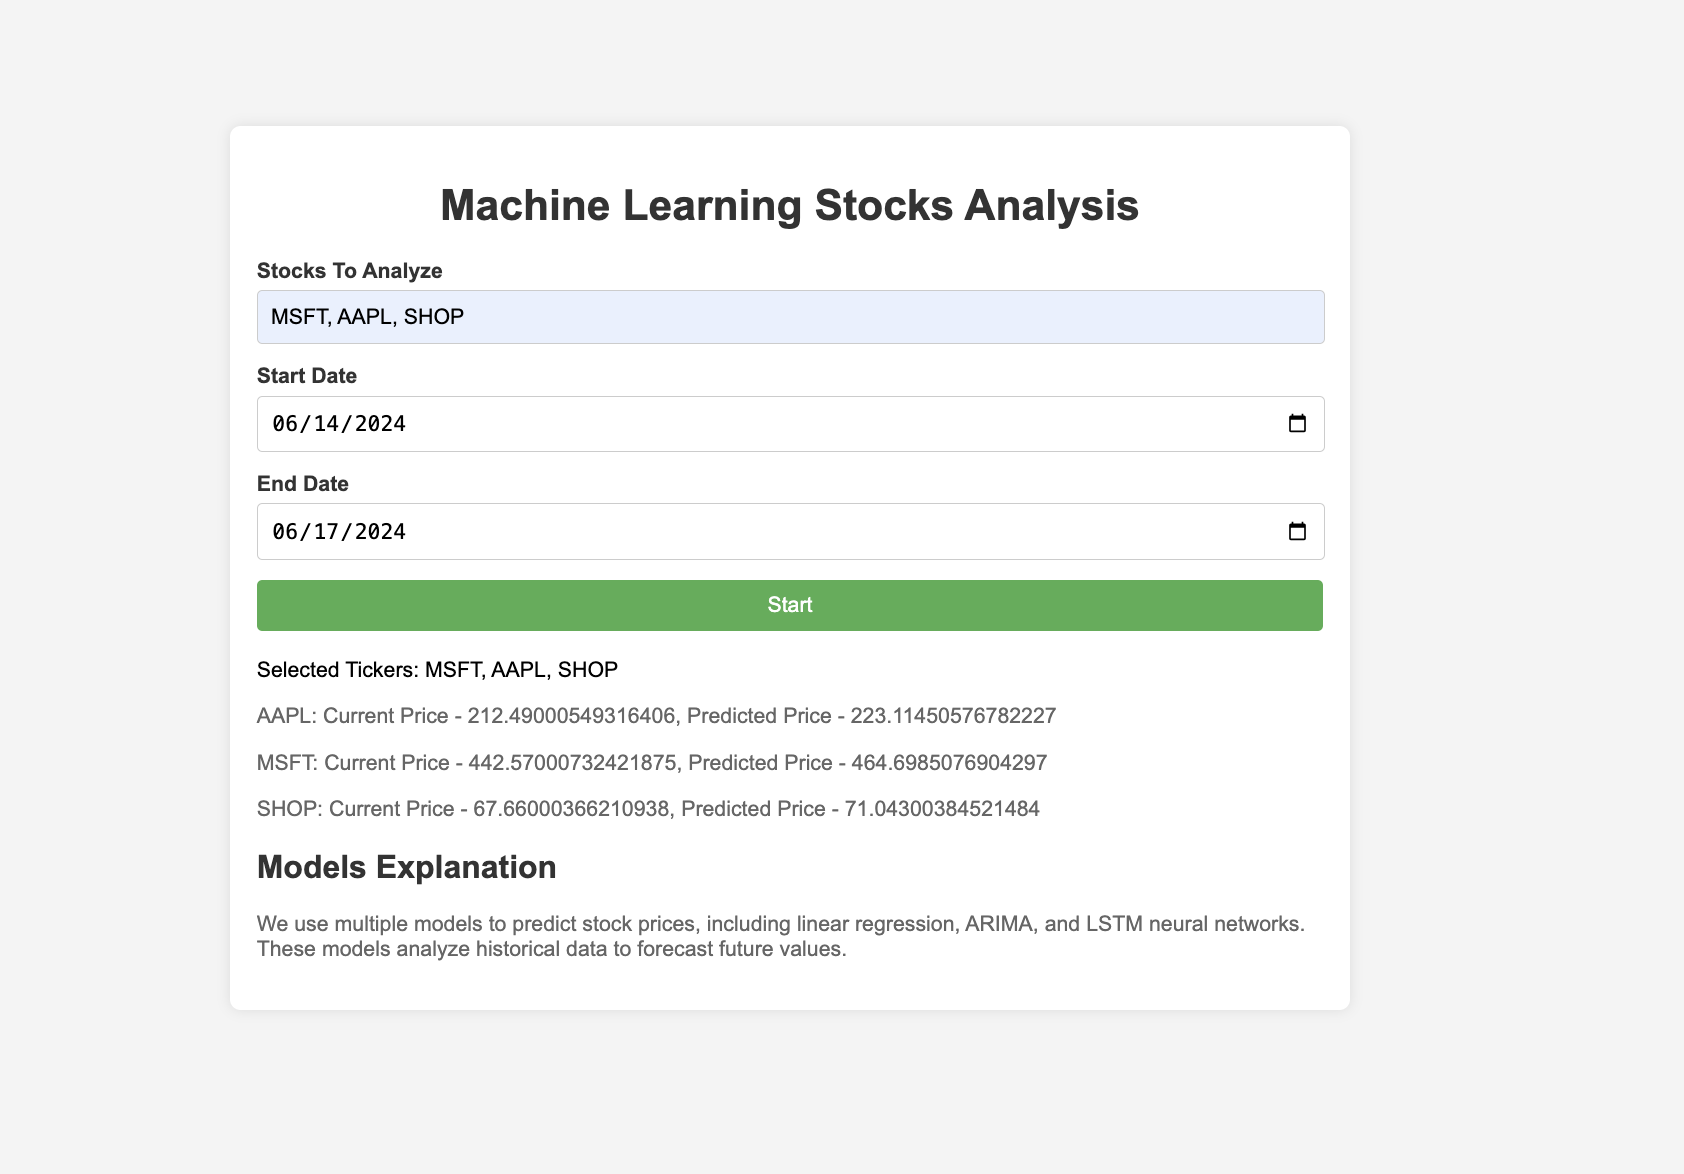 Machine Learning Stocks Analysis
Stocks To Analyze
MSFT, AAPL, SHOP
Start Date
06/14/2024
End Date
06/17/2024
Start
Selected Tickers: MSFT, AAPL, SHOP
AAPL: Current Price - 212.49000549316406, Predicted Price - 223.11450576782227
MSFT: Current Price - 442.57000732421875, Predicted Price - 464.6985076904297
SHOP: Current Price - 67.66000366210938, Predicted Price - 71.04300384521484
Models Explanation
We use multiple models to predict stock prices, including linear regression, ARIMA, and LSTM neural networks.
These models analyze historical data to forecast future values.